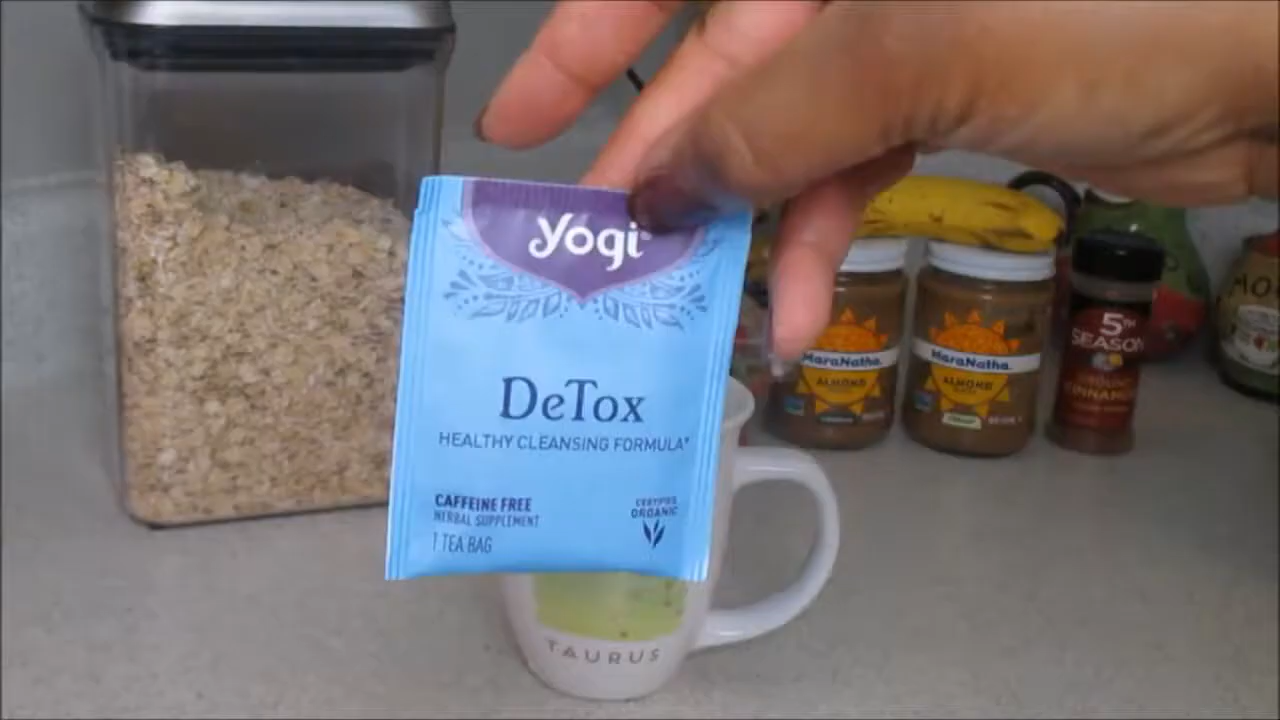 yogi
DeTox
HEALTHY CLEANSING FORMULA*
CAFFEINE FREE
HERBAL SUPPLEMENT
1 TEA BAG
CERTIFIED
ORGANIC
TAURUS
MaraNatha
ALMOND
MaraNatha
ALMOND
5TH
SEASON
CINNAMON
MO